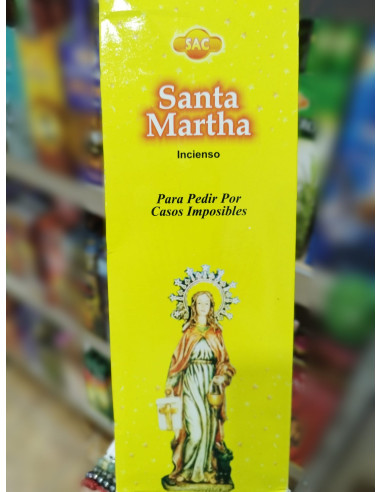 SAC
Santa
Martha
Incienso
Para Pedir Por
Casos Imposibles